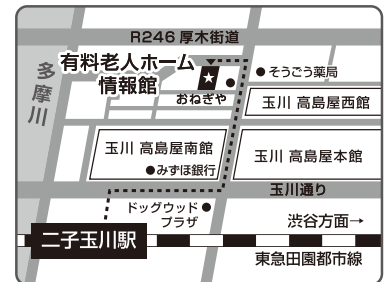 R246 厚木街道
多摩川
有料老人ホーム
情報館
おねぎや
そうごう薬局
玉川 高島屋西館
玉川 高島屋南館
みずほ銀行
玉川 高島屋本館
玉川通り
ドッグウッド
プラザ
渋谷方面→
二子玉川駅
東急田園都市線